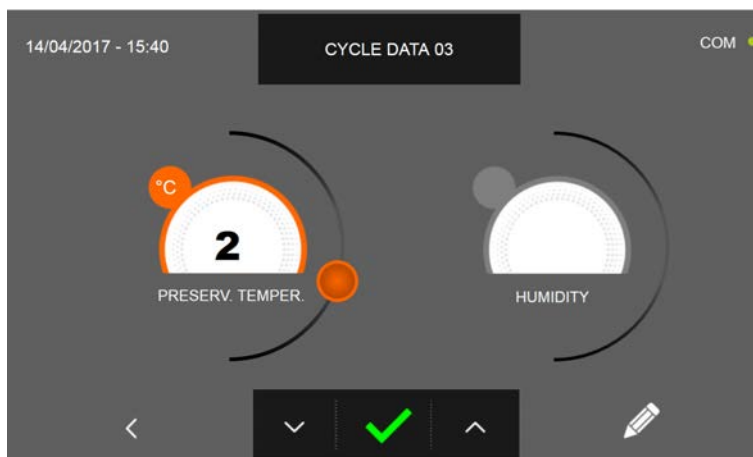 14/04/2017 - 15:40
CYCLE DATA 03
COM
°C
2
PRESERV. TEMPER.
HUMIDITY